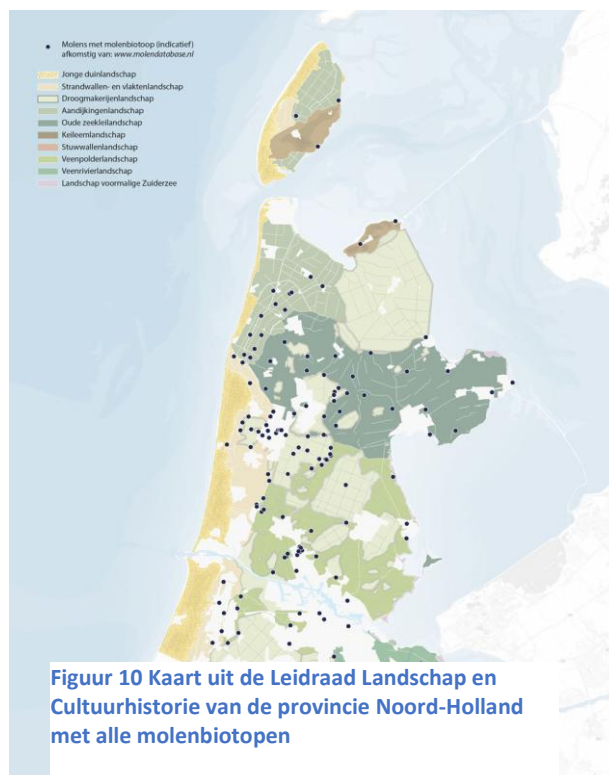 Molens met molenbiotoop (indicatief)
afkomstig van: www.molendatabase.nl
Jonge duinlandschap
Strandwallen- en vlaktenlandschap
Droogmakerijenlandschap
Aandijkingenlandschap
Oude zeekleilandschap
Keileemlandschap
Stuwwallenlandschap
Veenpolderlandschap
Veenrivierlandschap
Landschap voormalige Zuiderzee
Figuur 10 Kaart uit de Leidraad Landschap en
Cultuurhistorie van de provincie Noord-Holland
met alle molenbiotopen